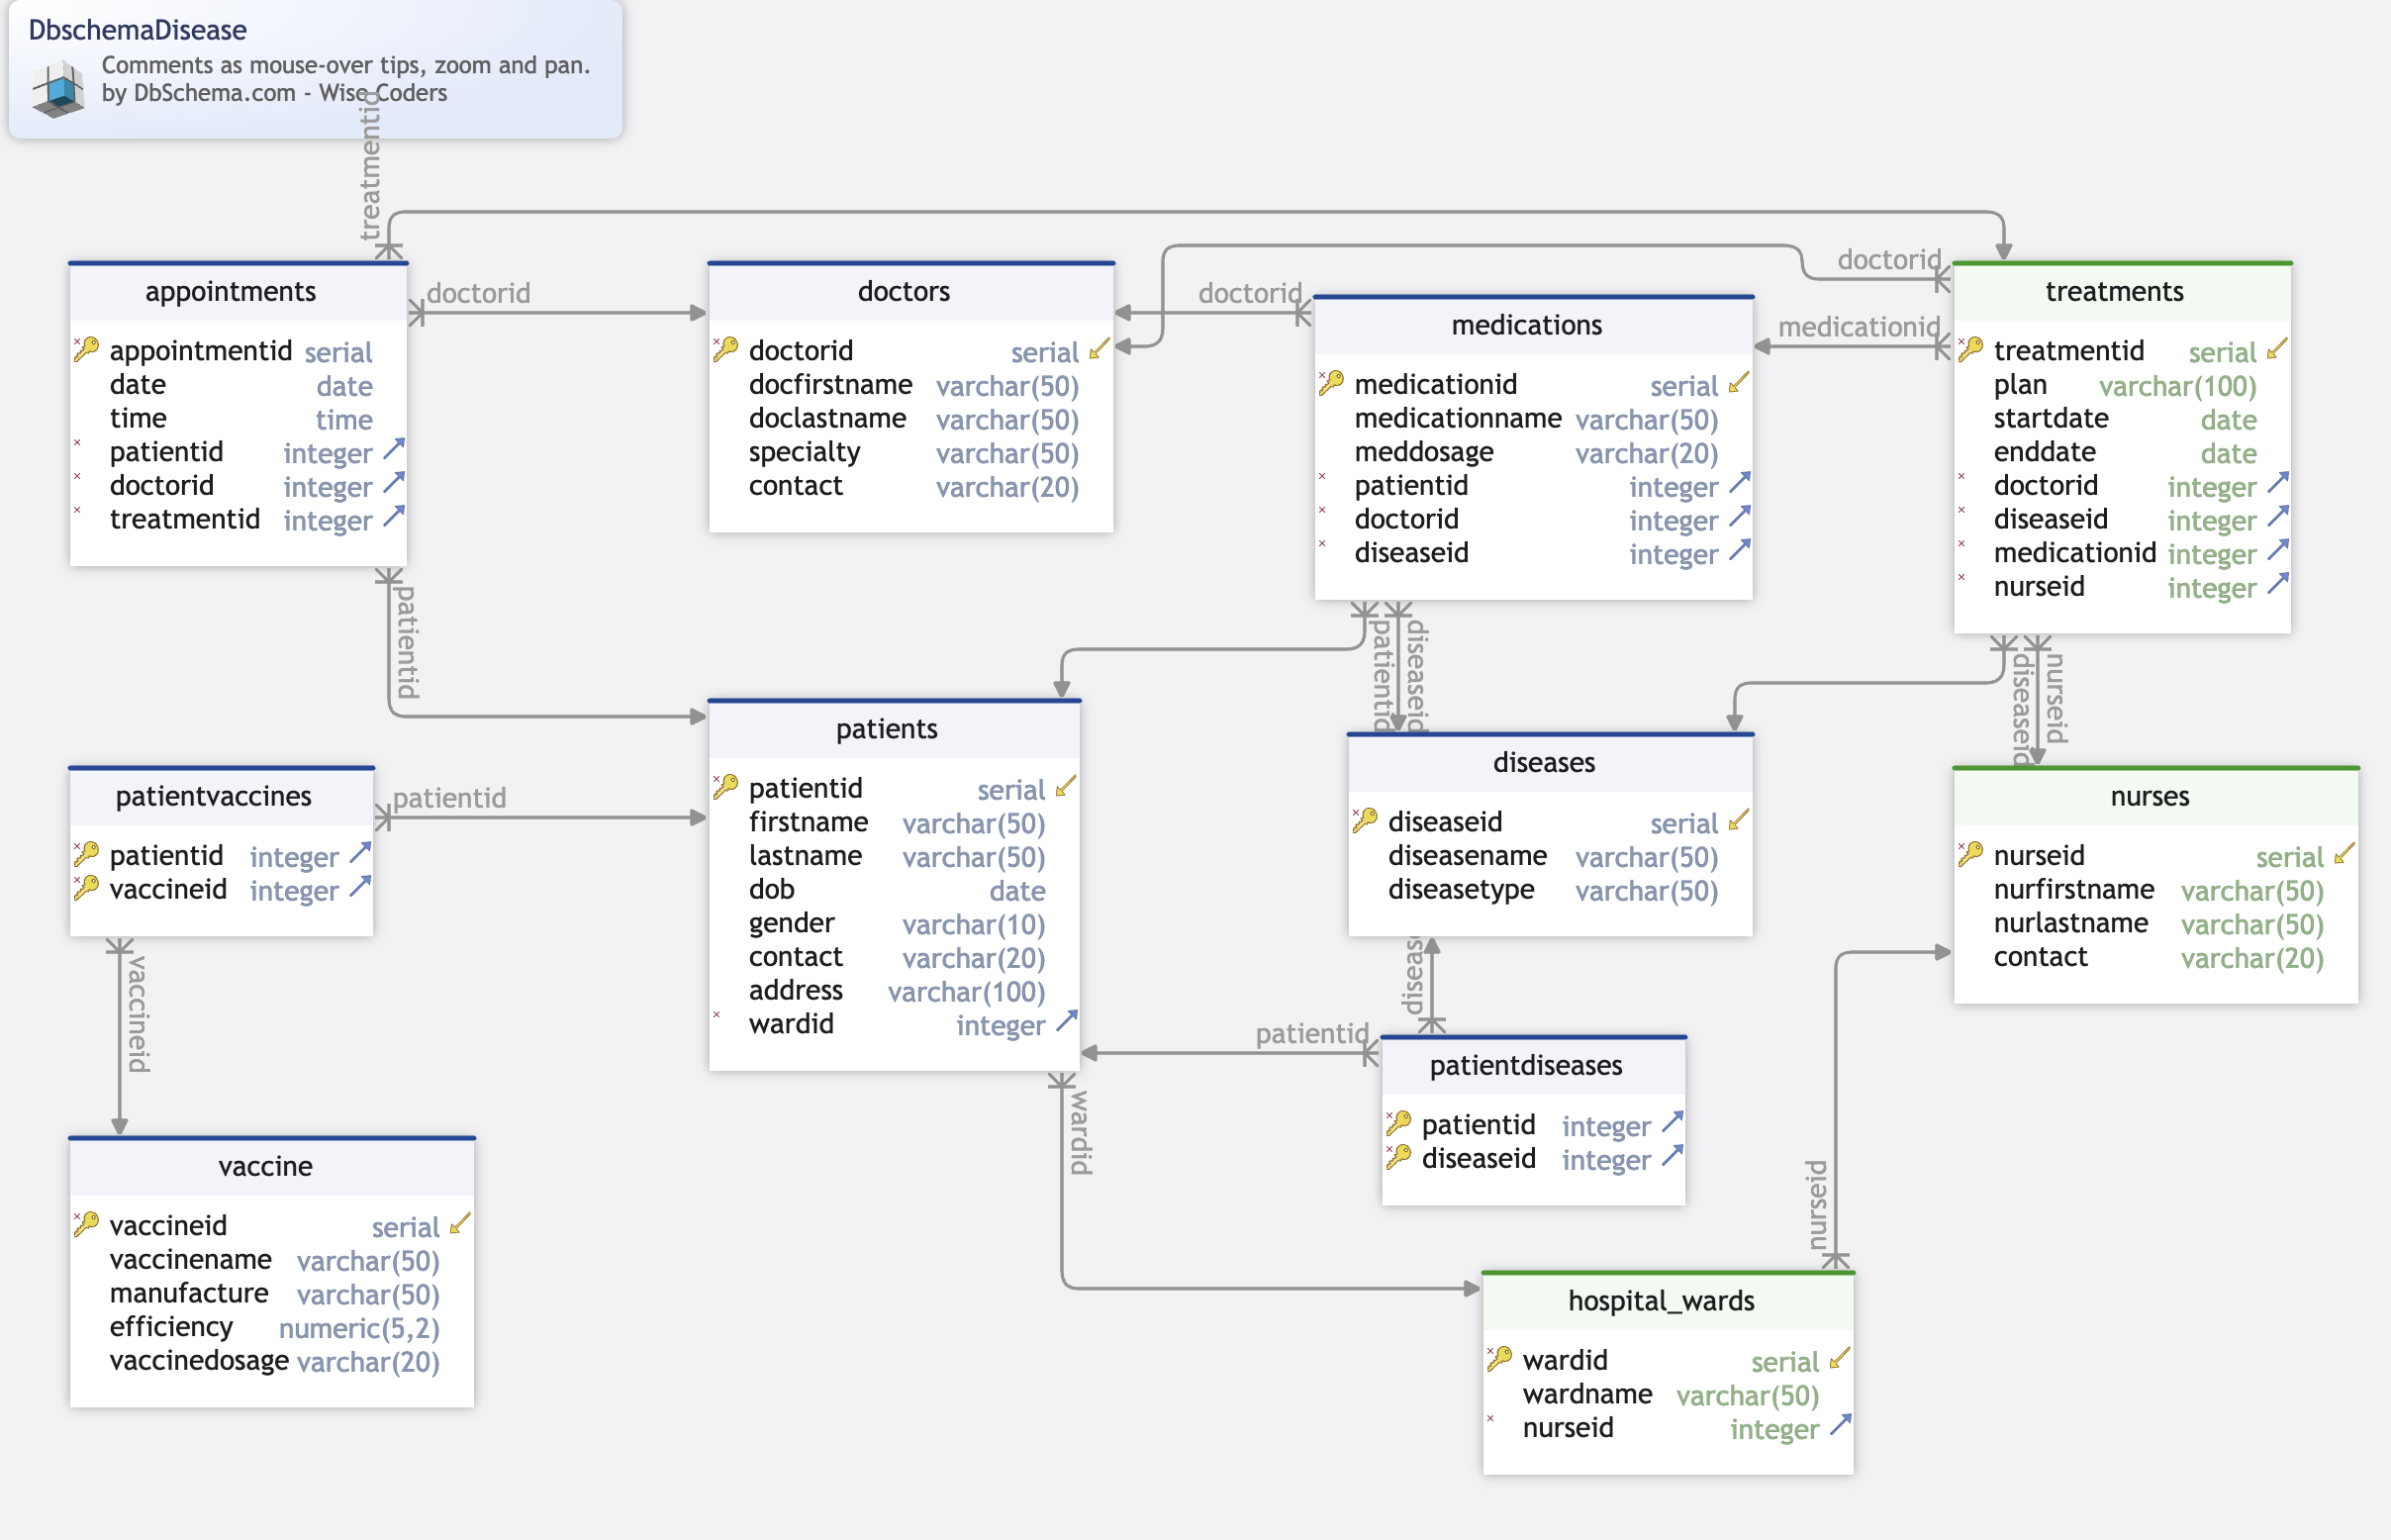 DbschemaDisease
Comments as mouse-over tips, zoom and pan.
by DbSchema.com - Wise Coders
treatmentid
appointments
appointmentid serial
date date
time time
patientid integer
doctorid integer
treatmentid integer
doctorid
doctors
doctorid serial
docfirstname varchar(50)
doclastname varchar(50)
specialty varchar(50)
contact varchar(20)
doctorid
medications
medicationid serial
medicationname varchar(50)
meddosage varchar(20)
patientid integer
doctorid integer
diseaseid integer
doctorid
medicationid
treatments
treatmentid serial
plan varchar(100)
startdate date
enddate date
doctorid integer
diseaseid integer
medicationid integer
nurseid integer
patientid
patientid
diseaseid
diseaseid
nurseid
patientvaccines
patientid integer
vaccineid integer
patientid
patients
patientid serial
firstname varchar(50)
lastname varchar(50)
dob date
gender varchar(10)
contact varchar(20)
address varchar(100)
wardid integer
diseases
diseaseid serial
diseasename varchar(50)
diseasetype varchar(50)
nurses
nurseid serial
nurfirstname varchar(50)
nurlastname varchar(50)
contact varchar(20)
vaccineid
disease
patientid
patientdiseases
patientid integer
diseaseid integer
wardid
nurseid
vaccine
vaccineid serial
vaccinename varchar(50)
manufacture varchar(50)
efficiency numeric(5,2)
vaccinedosage varchar(20)
hospital_wards
wardid serial
wardname varchar(50)
nurseid integer